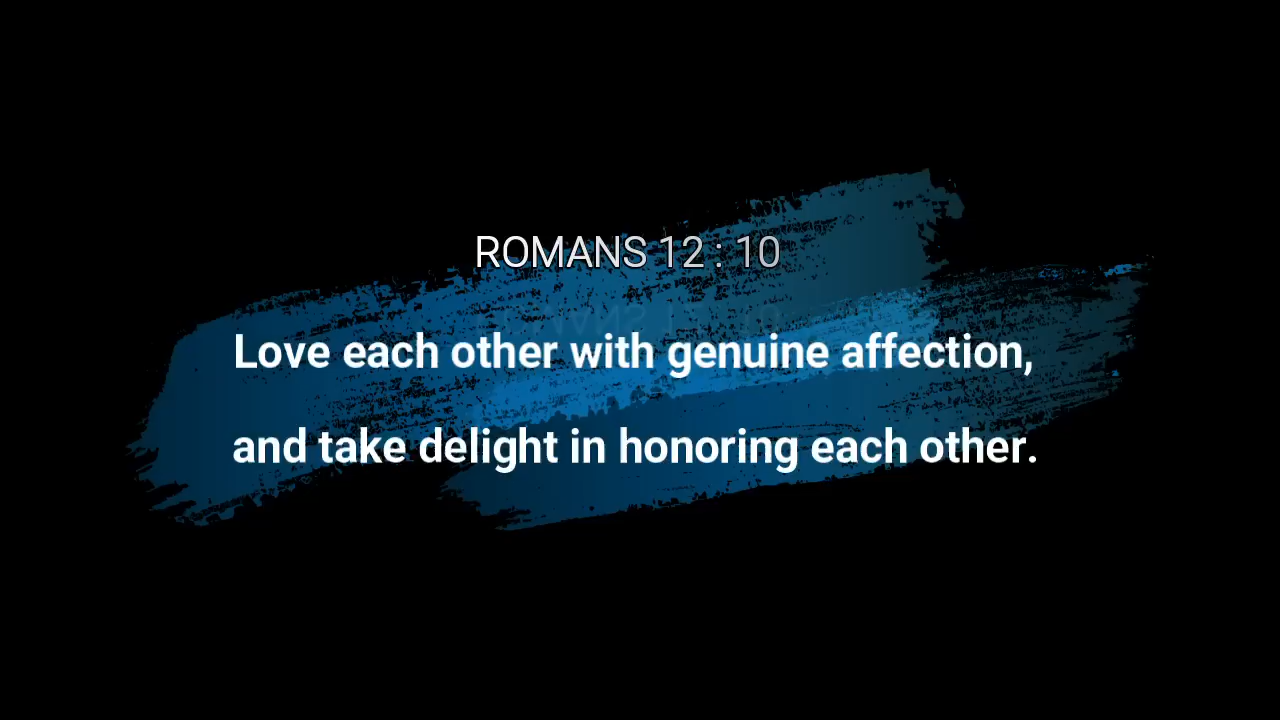 ROMANS 12 : 10
Love each other with genuine affection,
and take delight in honoring each other.